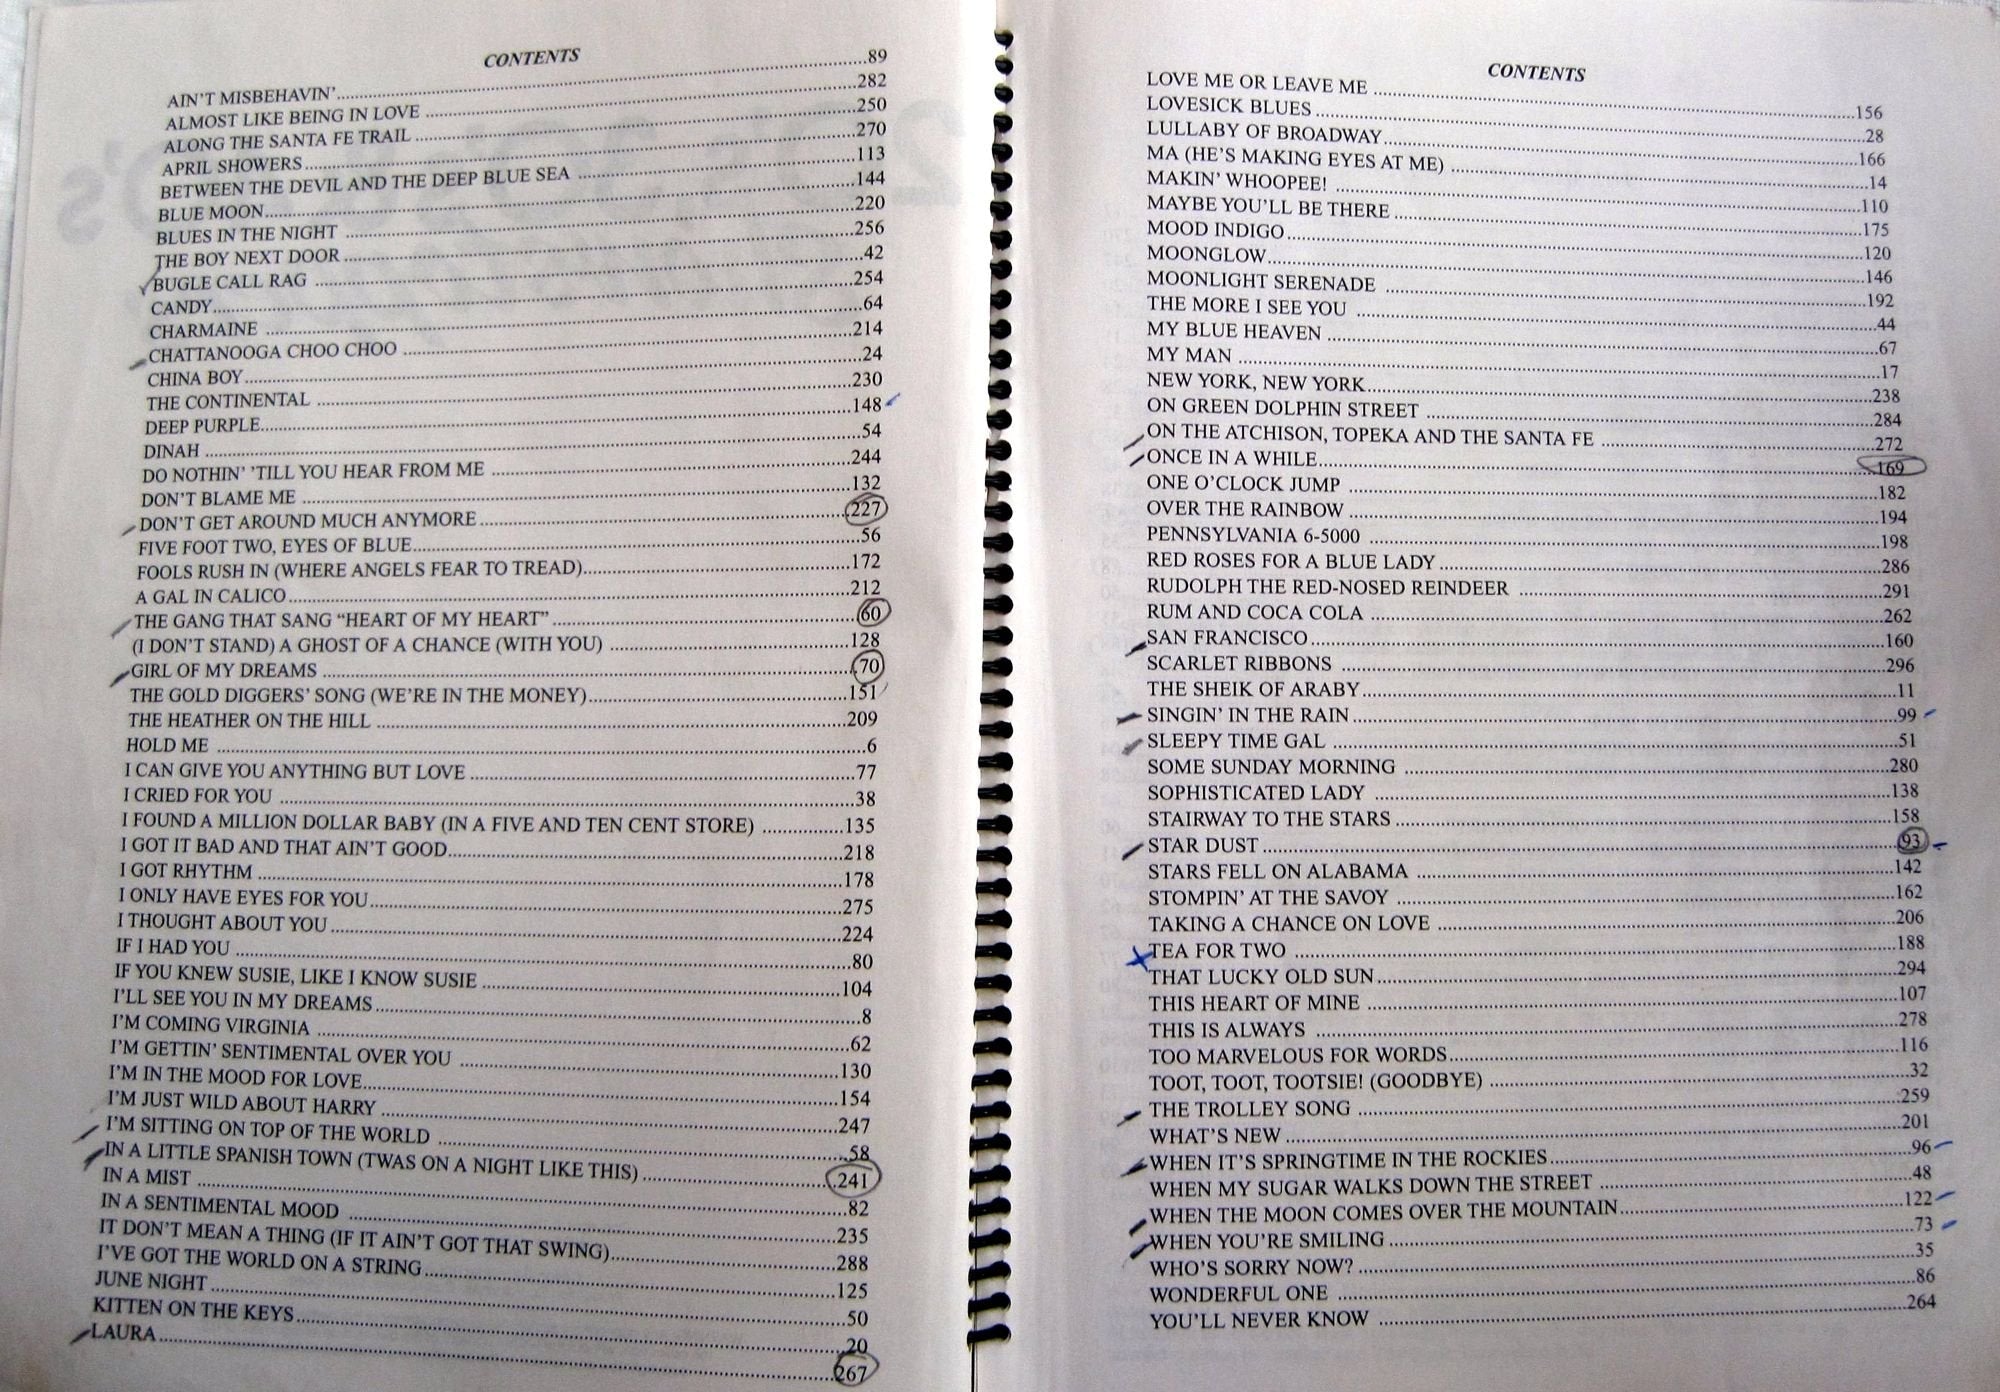 CONTENTS
AIN'T MISBEHAVIN' 89
ALMOST LIKE BEING IN LOVE 282
ALONG THE SANTA FE TRAIL 250
APRIL SHOWERS 270
BETWEEN THE DEVIL AND THE DEEP BLUE SEA 113
BLUE MOON 144
BLUES IN THE NIGHT 220
THE BOY NEXT DOOR 256
BUGLE CALL RAG 42
CANDY 254
CHARMAINE 64
CHATTANOOGA CHOO CHOO 214
CHINA BOY 24
THE CONTINENTAL 230
DEEP PURPLE 148
DINAH 54
DO NOTHIN' 'TILL YOU HEAR FROM ME 244
DON'T BLAME ME 132
DON'T GET AROUND MUCH ANYMORE 227
FIVE FOOT TWO, EYES OF BLUE 56
FOOLS RUSH IN (WHERE ANGELS FEAR TO TREAD) 172
A GAL IN CALICO 212
THE GANG THAT SANG "HEART OF MY HEART" 60
(I DON'T STAND) A GHOST OF A CHANCE (WITH YOU) 128
GIRL OF MY DREAMS 70
THE GOLD DIGGERS' SONG (WE'RE IN THE MONEY) 151
THE HEATHER ON THE HILL 209
HOLD ME 6
I CAN GIVE YOU ANYTHING BUT LOVE 77
I CRIED FOR YOU 38
I FOUND A MILLION DOLLAR BABY (IN A FIVE AND TEN CENT STORE) 135
I GOT IT BAD AND THAT AIN'T GOOD 218
I GOT RHYTHM 178
I ONLY HAVE EYES FOR YOU 275
I THOUGHT ABOUT YOU 224
IF I HAD YOU 80
IF YOU KNEW SUSIE, LIKE I KNOW SUSIE 104
I'LL SEE YOU IN MY DREAMS 8
I'M COMING VIRGINIA 62
I'M GETTIN' SENTIMENTAL OVER YOU 130
I'M IN THE MOOD FOR LOVE 154
I'M JUST WILD ABOUT HARRY 247
I'M SITTING ON TOP OF THE WORLD 58
IN A LITTLE SPANISH TOWN (TWAS ON A NIGHT LIKE THIS) 241
IN A MIST 82
IN A SENTIMENTAL MOOD 235
IT DON'T MEAN A THING (IF IT AIN'T GOT THAT SWING) 288
I'VE GOT THE WORLD ON A STRING 125
JUNE NIGHT 50
KITTEN ON THE KEYS 20
LAURA 267
CONTENTS
LOVE ME OR LEAVE ME 156
LOVESICK BLUES 28
LULLABY OF BROADWAY 166
MA (HE'S MAKING EYES AT ME) 14
MAKIN' WHOOPEE! 110
MAYBE YOU'LL BE THERE 175
MOOD INDIGO 120
MOONGLOW 146
MOONLIGHT SERENADE 192
THE MORE I SEE YOU 44
MY BLUE HEAVEN 67
MY MAN 17
NEW YORK, NEW YORK 238
ON GREEN DOLPHIN STREET 284
ON THE ATCHISON, TOPEKA AND THE SANTA FE 272
ONCE IN A WHILE 169
ONE O'CLOCK JUMP 182
OVER THE RAINBOW 194
PENNSYLVANIA 6-5000 198
RED ROSES FOR A BLUE LADY 286
RUDOLPH THE RED-NOSED REINDEER 291
RUM AND COCA COLA 262
SAN FRANCISCO 160
SCARLET RIBBONS 296
THE SHEIK OF ARABY 11
SINGIN' IN THE RAIN 99
SLEEPY TIME GAL 51
SOME SUNDAY MORNING 280
SOPHISTICATED LADY 138
STAIRWAY TO THE STARS 158
STAR DUST 93
STARS FELL ON ALABAMA 142
STOMPIN' AT THE SAVOY 162
TAKING A CHANCE ON LOVE 206
TEA FOR TWO 188
THAT LUCKY OLD SUN 294
THIS HEART OF MINE 107
THIS IS ALWAYS 278
TOO MARVELOUS FOR WORDS 116
TOOT, TOOT, TOOTSIE! (GOODBYE) 32
THE TROLLEY SONG 259
WHAT'S NEW 201
WHEN IT'S SPRINGTIME IN THE ROCKIES 96
WHEN MY SUGAR WALKS DOWN THE STREET 48
WHEN THE MOON COMES OVER THE MOUNTAIN 122
WHEN YOU'RE SMILING 73
WHO'S SORRY NOW? 35
WONDERFUL ONE 86
YOU'LL NEVER KNOW 264